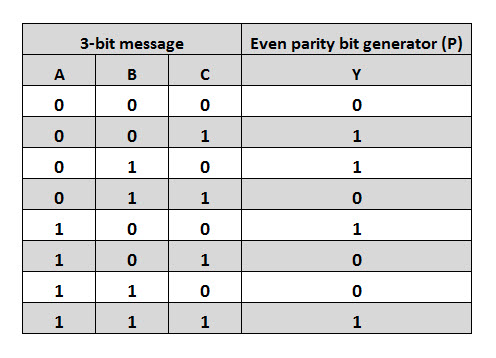 3-bit message Even parity bit generator (P)
A B C Y
0 0 0 0
0 0 1 1
0 1 0 1
0 1 1 0
1 0 0 1
1 0 1 0
1 1 0 0
1 1 1 1